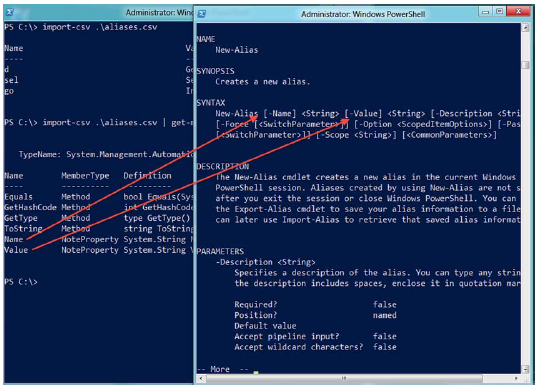 Administrator: Win
PS C:\> import-csv .\aliases.csv
Name Va
---- --
d Ge
sel Se
go In
PS C:\> import-csv .\aliases.csv | get-m
TypeName: System.Management.Automatic
Name MemberType Definition
---- ---------- ----------
Equals Method bool Equals(Sys
GetHashCode Method int GetHashCode
GetType Method type GetType()
ToString Method string ToString
Name NoteProperty System.String N
Value NoteProperty System.String V
PS C:\>
Administrator: Windows PowerShell
NAME
New-Alias
SYNOPSIS
Creates a new alias.
SYNTAX
New-Alias [-Name] <String> [-Value] <String> [-Description <Stri
[-Force [<SwitchParameter>]] [-Option <ScopedItemOptions>] [-Pas
[<SwitchParameter>]] [-Scope <String>] [<CommonParameters>]
DESCRIPTION
The New-Alias cmdlet creates a new alias in the current Windows
PowerShell session. Aliases created by using New-Alias are not s
after you exit the session or close Windows PowerShell. You can
the Export-Alias cmdlet to save your alias information to a file
can later use Import-Alias to retrieve that saved alias informat
PARAMETERS
-Description <String>
Specifies a description of the alias. You can type any strin
the description includes spaces, enclose it in quotation mar
Required? false
Position? named
Default value
Accept pipeline input? false
Accept wildcard characters? false
-- More --